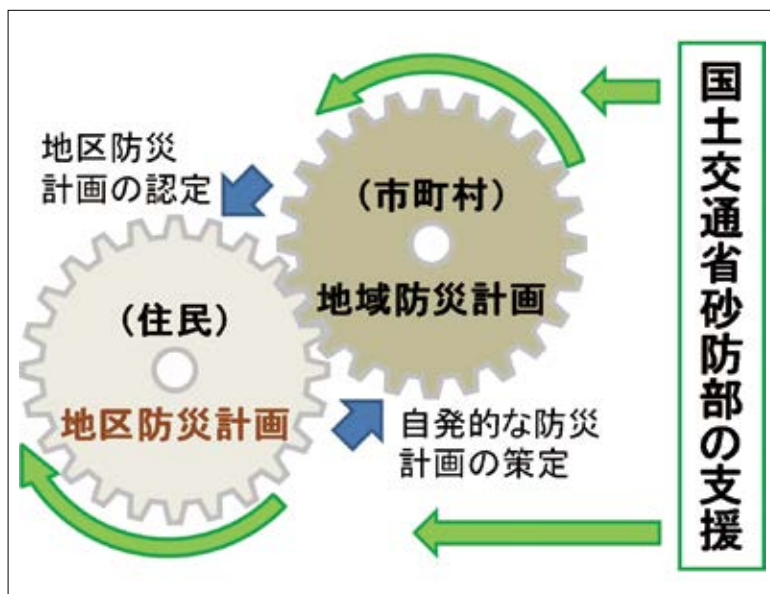 地区防災
計画の認定
（市町村）
地域防災計画
（住民）
地区防災計画
自発的な防災
計画の策定
国土交通省砂防部の支援